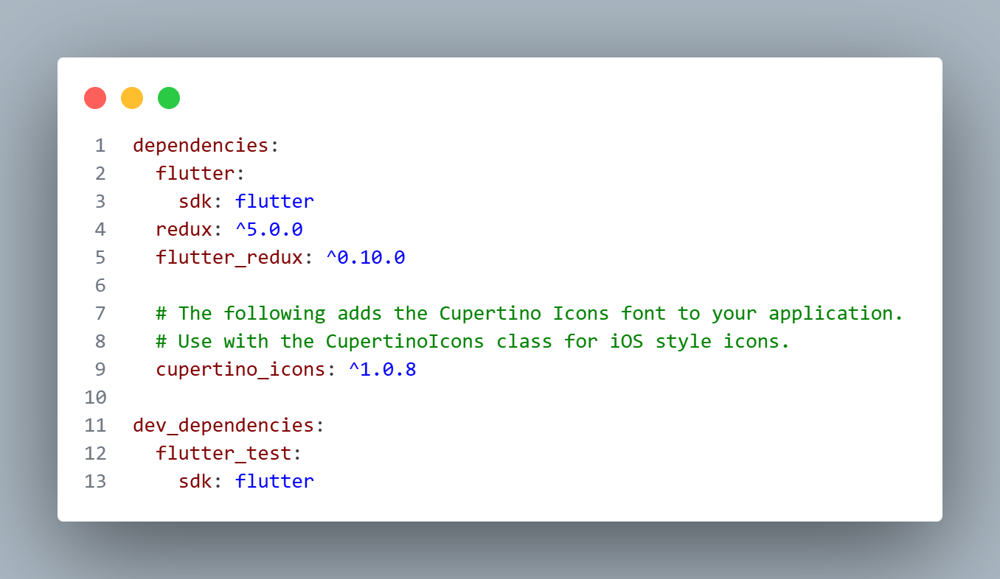 1 dependencies:
2   flutter:
3     sdk: flutter
4   redux: ^5.0.0
5   flutter_redux: ^0.10.0
6
7   # The following adds the Cupertino Icons font to your application.
8   # Use with the CupertinoIcons class for iOS style icons.
9   cupertino_icons: ^1.0.8
10
11 dev_dependencies:
12   flutter_test:
13     sdk: flutter